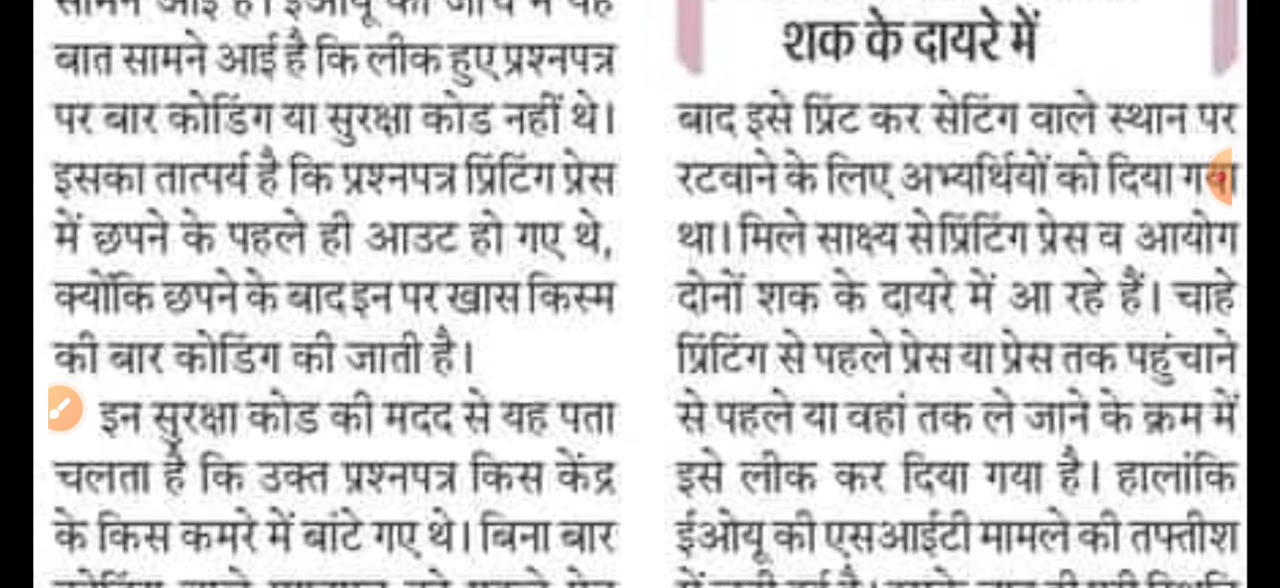 बात सामने आई है कि लीक हुए प्रश्नपत्र
पर बार कोडिंग या सुरक्षा कोड नहीं थे।
इसका तात्पर्य है कि प्रश्नपत्र प्रिंटिंग प्रेस
में छपने के पहले ही आउट हो गए थे,
क्योंकि छपने के बाद इन पर खास किस्म
की बार कोडिंग की जाती है।
इन सुरक्षा कोड की मदद से यह पता
चलता है कि उक्त प्रश्नपत्र किस केंद्र
के किस कमरे में बांटे गए थे। बिना बार
शक के दायरे में
बाद इसे प्रिंट कर सेटिंग वाले स्थान पर
रटवाने के लिए अभ्यर्थियों को दिया गया
था। मिले साक्ष्य से प्रिंटिंग प्रेस व आयोग
दोनों शक के दायरे में आ रहे हैं। चाहे
प्रिंटिंग से पहले प्रेस या प्रेस तक पहुंचाने
से पहले या वहां तक ले जाने के क्रम में
इसे लीक कर दिया गया है। हालांकि
ईओयू की एसआईटी मामले की तफ्तीश